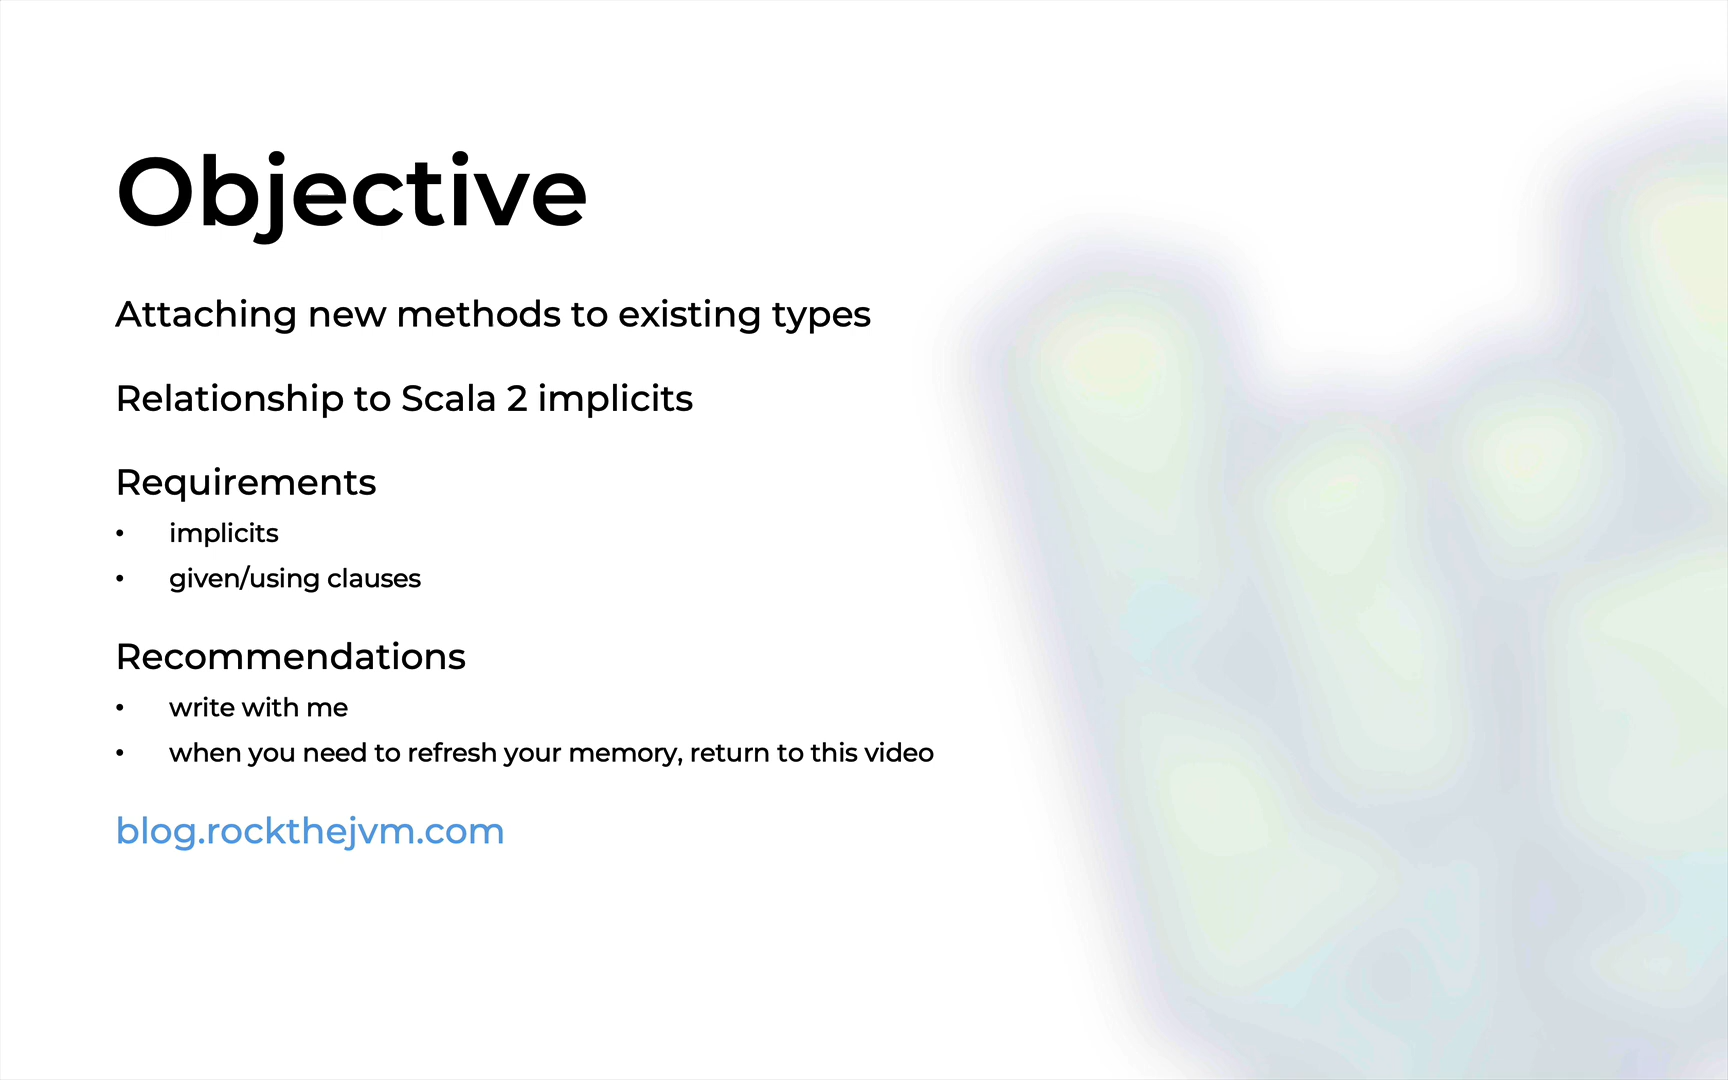 Objective
Attaching new methods to existing types
Relationship to Scala 2 implicits
Requirements
• implicits
• given/using clauses
Recommendations
• write with me
• when you need to refresh your memory, return to this video
blog.rockthejvm.com